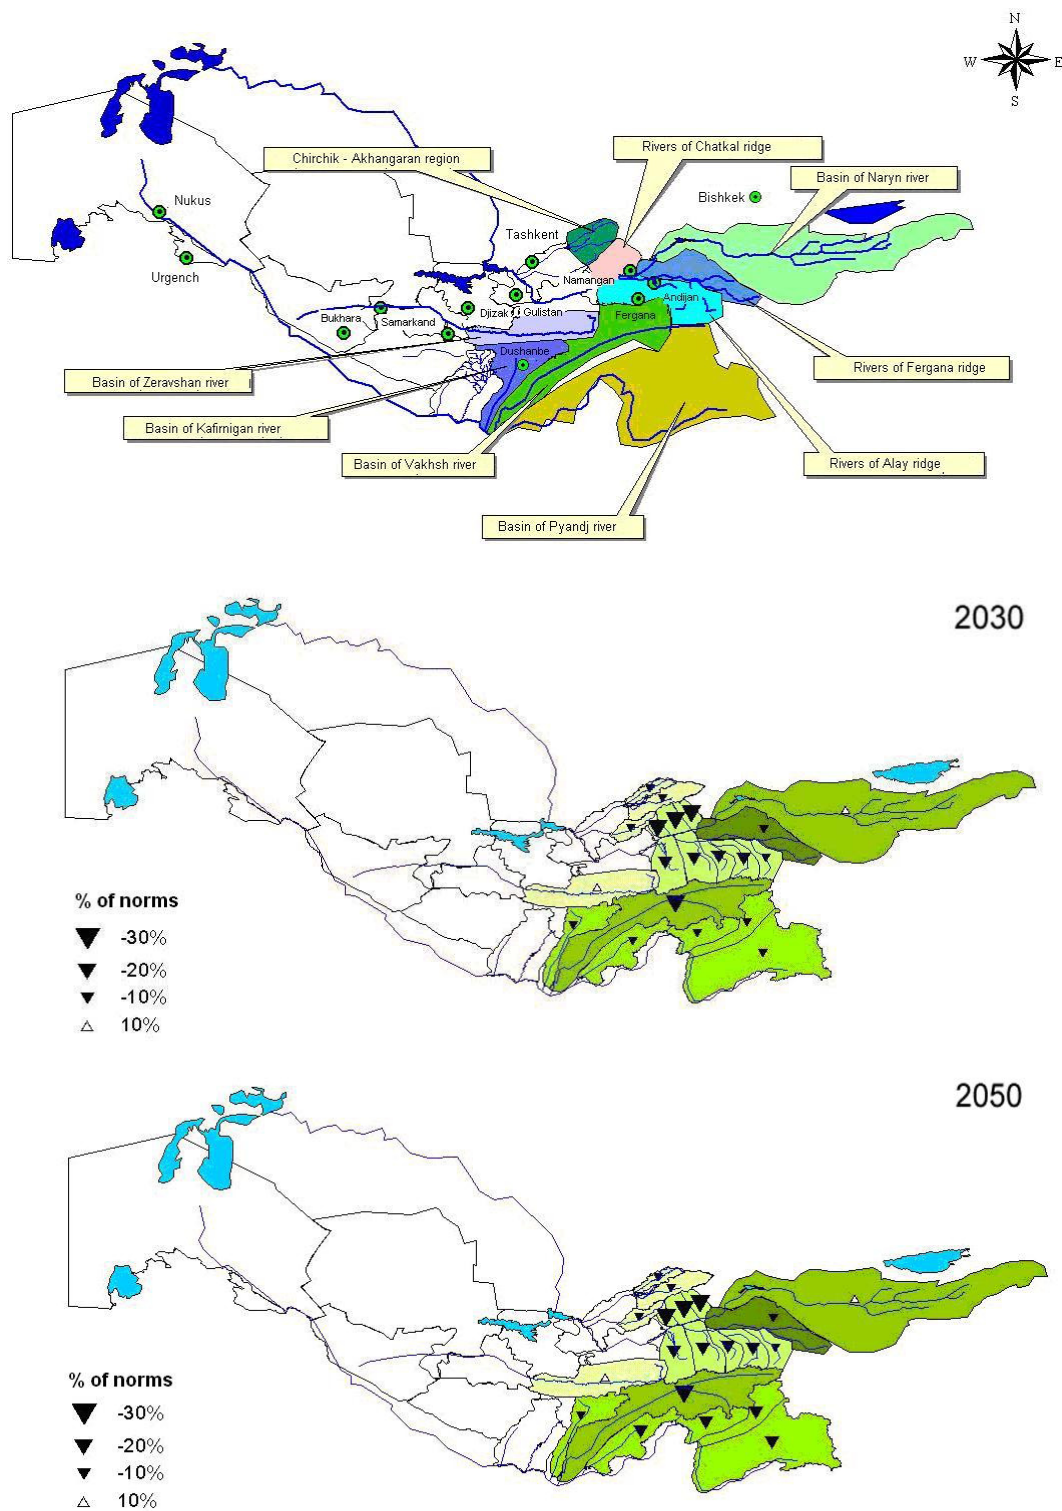 N
W
E
S
Chirchik - Akhangaran region
Rivers of Chatkal ridge
Basin of Naryn river
Bishkek
Nukus
Tashkent
Urgench
Namangan
Andijan
Bukhara
Samarkand
Djizak
Gulistan
Fergana
Dushanbe
Rivers of Fergana ridge
Basin of Zeravshan river
Basin of Kafirnigan river
Basin of Vakhsh river
Rivers of Alay ridge
Basin of Pyandj river
2030
% of norms
-30%
-20%
-10%
10%
2050
% of norms
-30%
-20%
-10%
10%